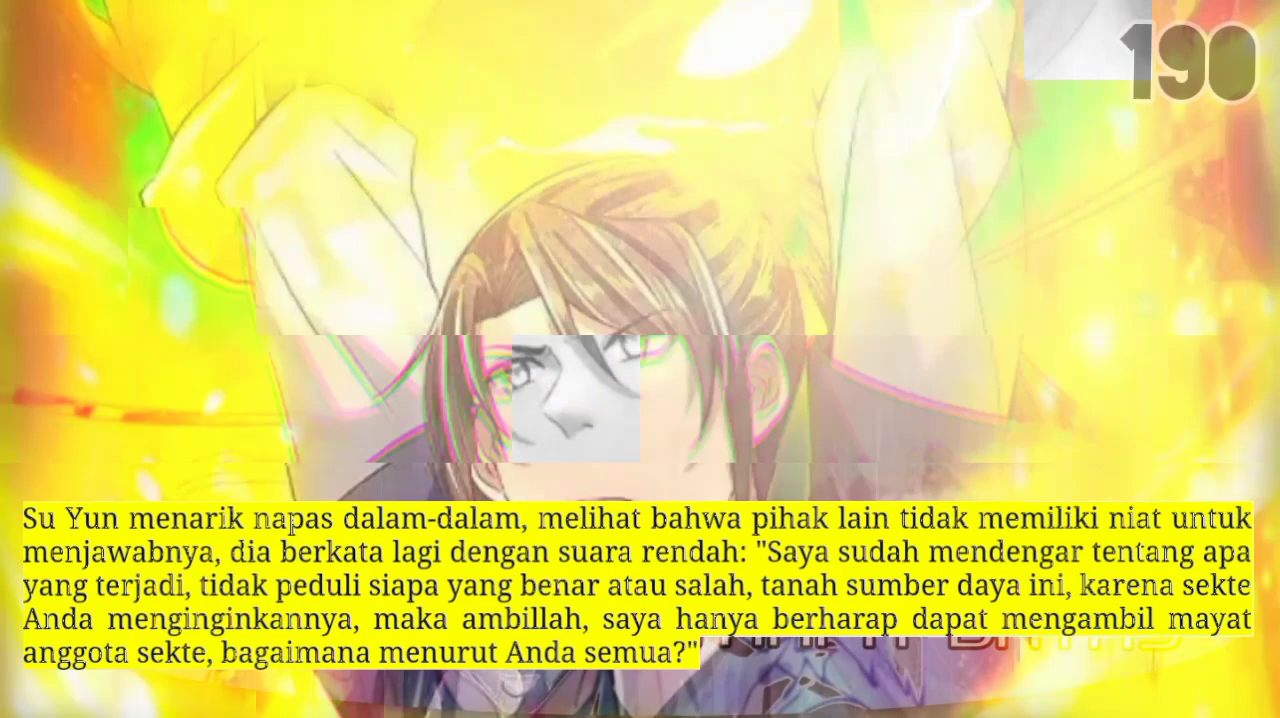 190
Su Yun menarik napas dalam-dalam, melihat bahwa pihak lain tidak memiliki niat untuk
menjawabnya, dia berkata lagi dengan suara rendah: "Saya sudah mendengar tentang apa
yang terjadi, tidak peduli siapa yang benar atau salah, tanah sumber daya ini, karena sekte
Anda menginginkannya, maka ambillah, saya hanya berharap dapat mengambil mayat
anggota sekte, bagaimana menurut Anda semua?"